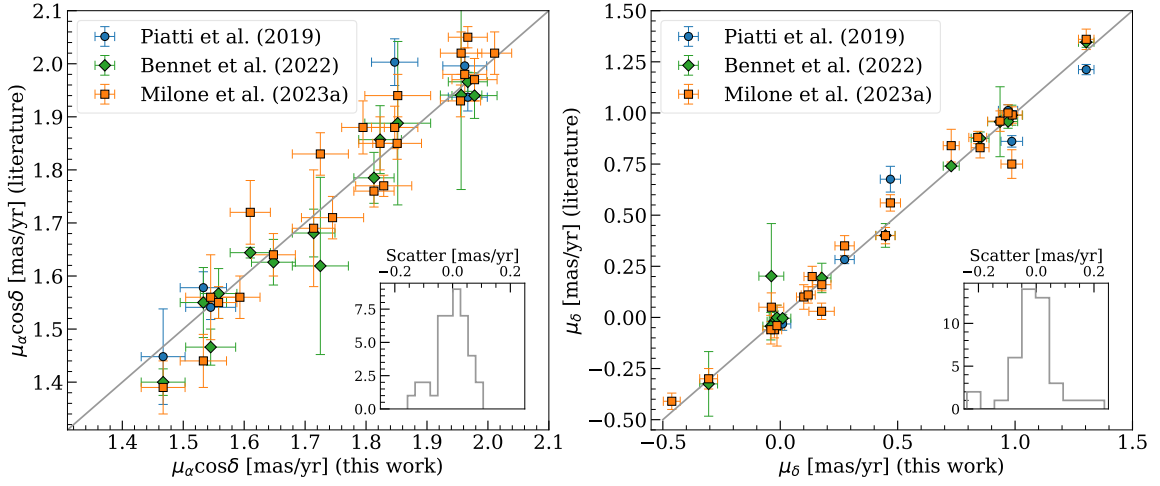 Piatti et al. (2019)
Bennet et al. (2022)
Milone et al. (2023a)
2.1
2.0
1.9
1.8
1.7
1.6
1.5
1.4
μαcosδ [mas/yr] (literature)
Scatter [mas/yr]
−0.2 0.0 0.2
7.5
5.0
2.5
0.0
1.4 1.5 1.6 1.7 1.8 1.9 2.0 2.1
μαcosδ [mas/yr] (this work)
Piatti et al. (2019)
Bennet et al. (2022)
Milone et al. (2023a)
1.50
1.25
1.00
0.75
0.50
0.25
0.00
−0.25
−0.50
μδ [mas/yr] (literature)
Scatter [mas/yr]
−0.2 0.0 0.2
10
5
0
−0.5 0.0 0.5 1.0 1.5
μδ [mas/yr] (this work)